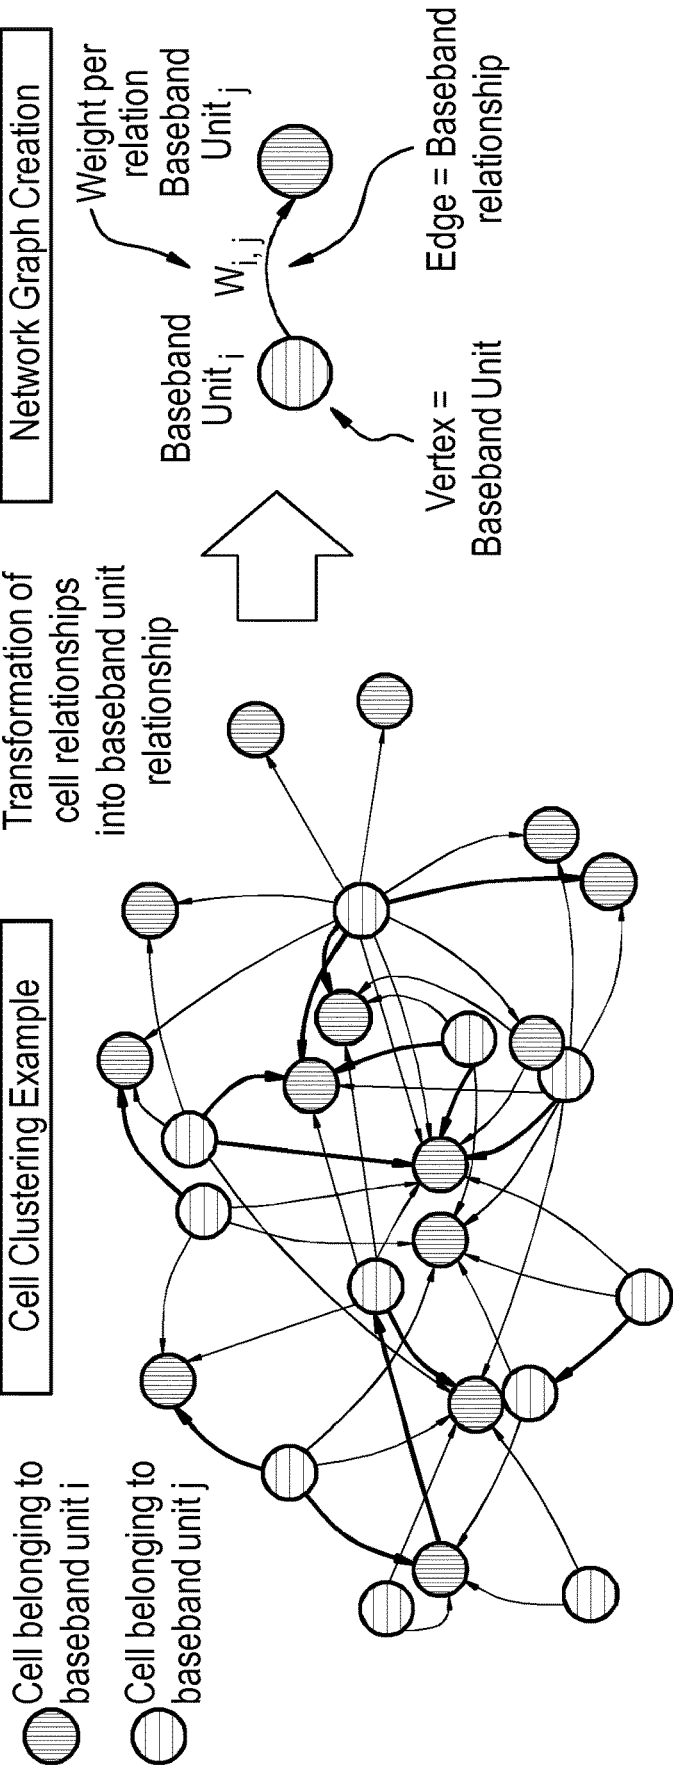 Cell belonging to
baseband unit i
Cell belonging to
baseband unit j
Cell Clustering Example
Transformation of
cell relationships
into baseband unit
relationship
Network Graph Creation
Weight per
relation
Baseband
Unit j
Baseband
Unit i
W i, j
Vertex =
Baseband Unit
Edge = Baseband
relationship